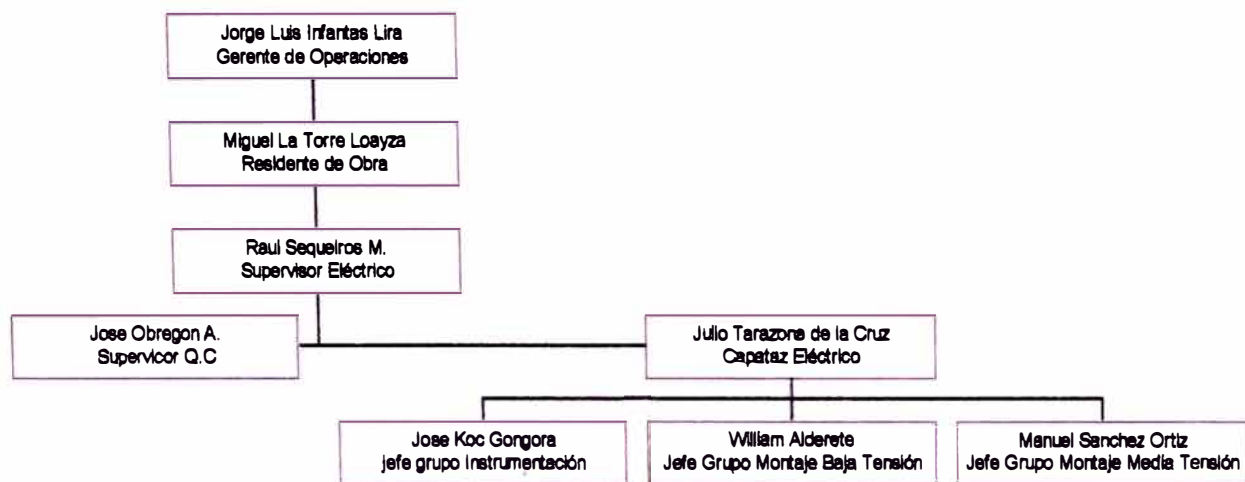 Jorge Luis Infantas Lira
Gerente de Operaciones
Miguel La Torre Loayza
Residente de Obra
Raul Sequeiros M.
Supervisor Eléctrico
Jose Obregon A.
Supervicor Q.C
Julio Tarazona de la Cruz
Capataz Eléctrico
Jose Koc Gongora
jefe grupo Instrumentación
William Alderete
Jefe Grupo Montaje Baja Tensión
Manuel Sanchez Ortiz
Jefe Grupo Montaje Media Tensión